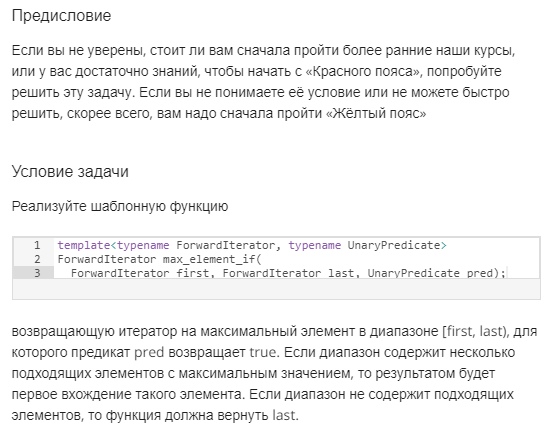 Предисловие
Если вы не уверены, стоит ли вам сначала пройти более ранние наши курсы,
или у вас достаточно знаний, чтобы начать с «Красного пояса», попробуйте
решить эту задачу. Если вы не понимаете её условие или не можете быстро
решить, скорее всего, вам надо сначала пройти «Жёлтый пояс»
Условие задачи
Реализуйте шаблонную функцию
1 template<typename ForwardIterator, typename UnaryPredicate>
2 ForwardIterator max_element_if(
3 ForwardIterator first, ForwardIterator last, UnaryPredicate pred);
возвращающую итератор на максимальный элемент в диапазоне [first, last), для
которого предикат pred возвращает true. Если диапазон содержит несколько
подходящих элементов с максимальным значением, то результатом будет
первое вхождение такого элемента. Если диапазон не содержит подходящих
элементов, то функция должна вернуть last.